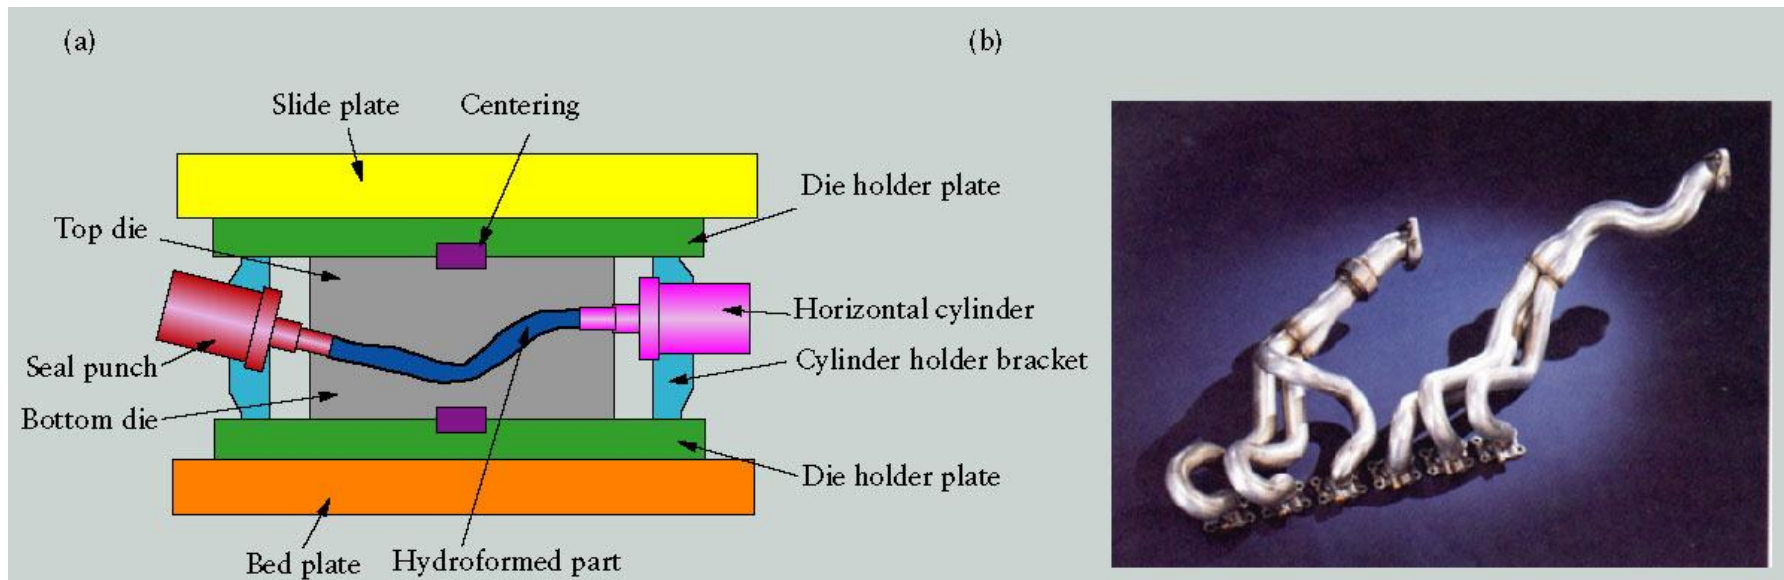 (a)
(b)
Slide plate
Centering
Die holder plate
Top die
Horizontal cylinder
Cylinder holder bracket
Seal punch
Bottom die
Die holder plate
Bed plate
Hydroformed part